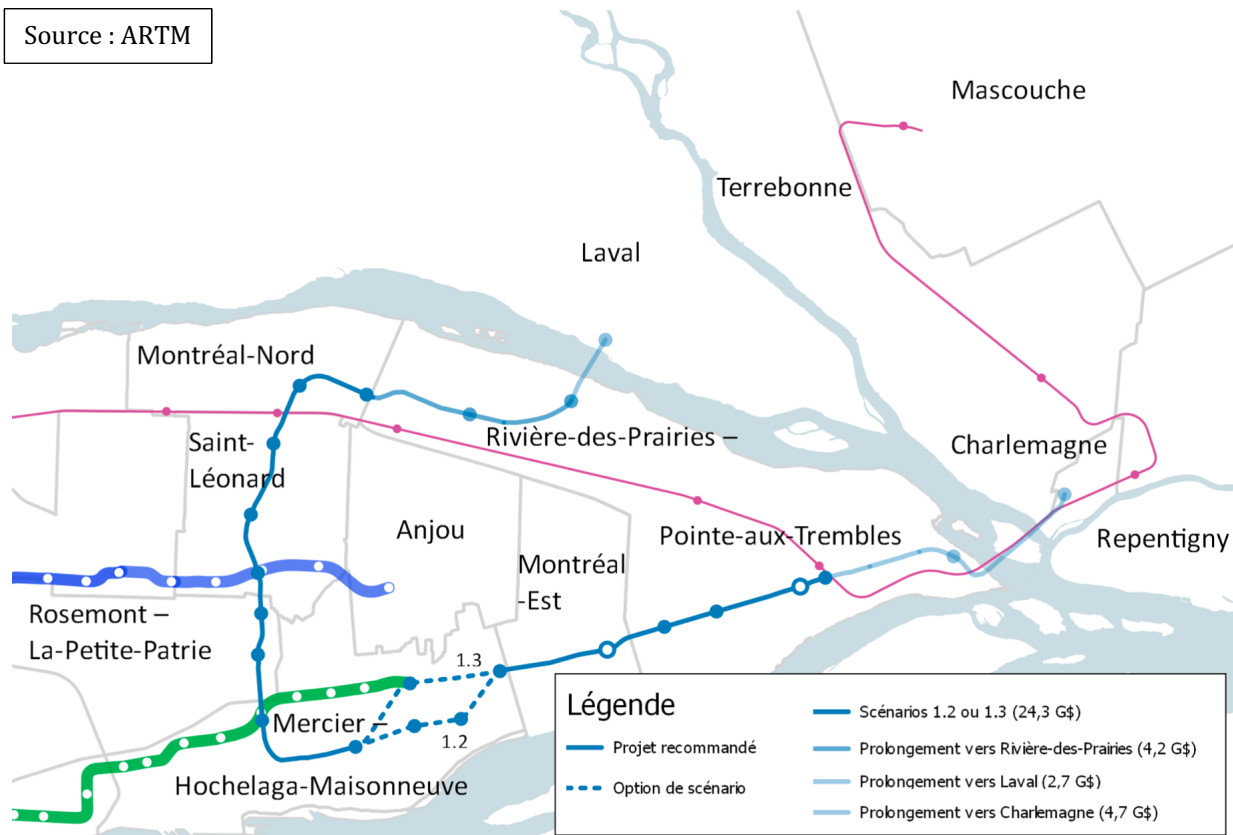 Source : ARTM
Mascouche
Terrebonne
Laval
Montréal-Nord
Saint-
Léonard
Rivière-des-Prairies –
Charlemagne
Anjou
Pointe-aux-Trembles
Repentigny
Montréal
-Est
Rosemont –
La-Petite-Patrie
1.3
Mercier –
1.2
Hochelaga-Maisonneuve
Légende
Projet recommandé
Option de scénario
Scénarios 1.2 ou 1.3 (24,3 G$)
Prolongement vers Rivière-des-Prairies (4,2 G$)
Prolongement vers Laval (2,7 G$)
Prolongement vers Charlemagne (4,7 G$)